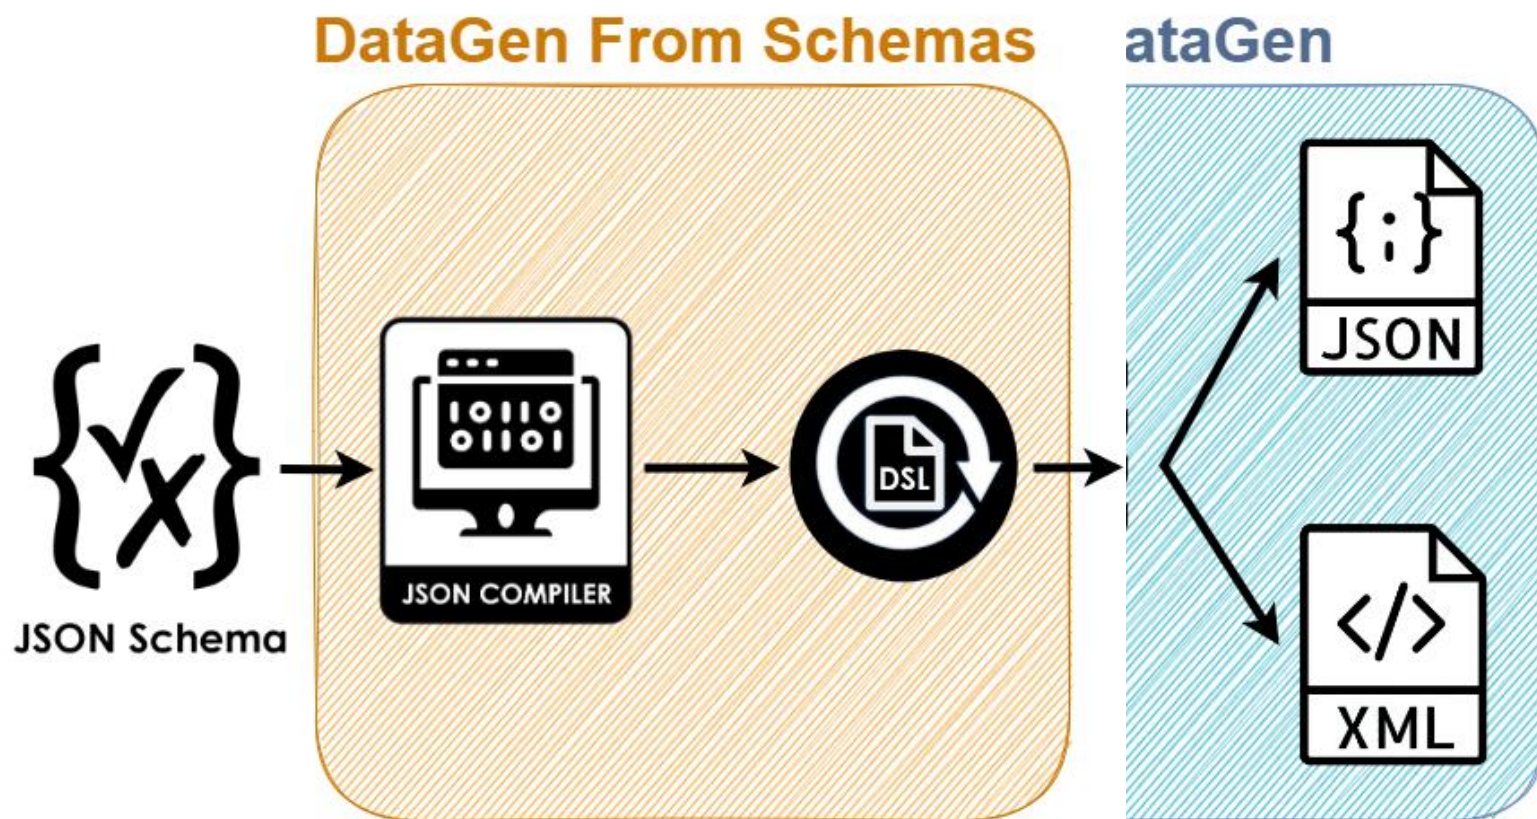 DataGen From Schemas
ataGen
{;}
JSON
10110
01101
DSL
JSON COMPILER
JSON Schema
</>
XML